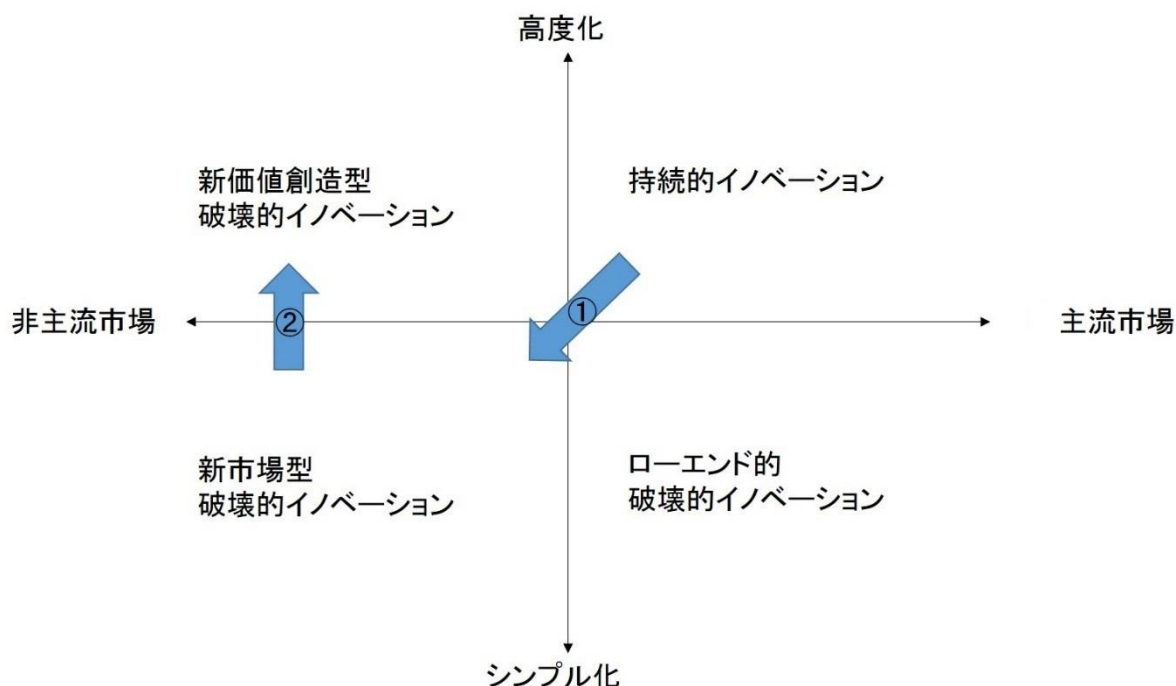 高度化
新価値創造型
破壊的イノベーション
持続的イノベーション
①
②
非主流市場
主流市場
新市場型
破壊的イノベーション
ローエンド的
破壊的イノベーション
シンプル化